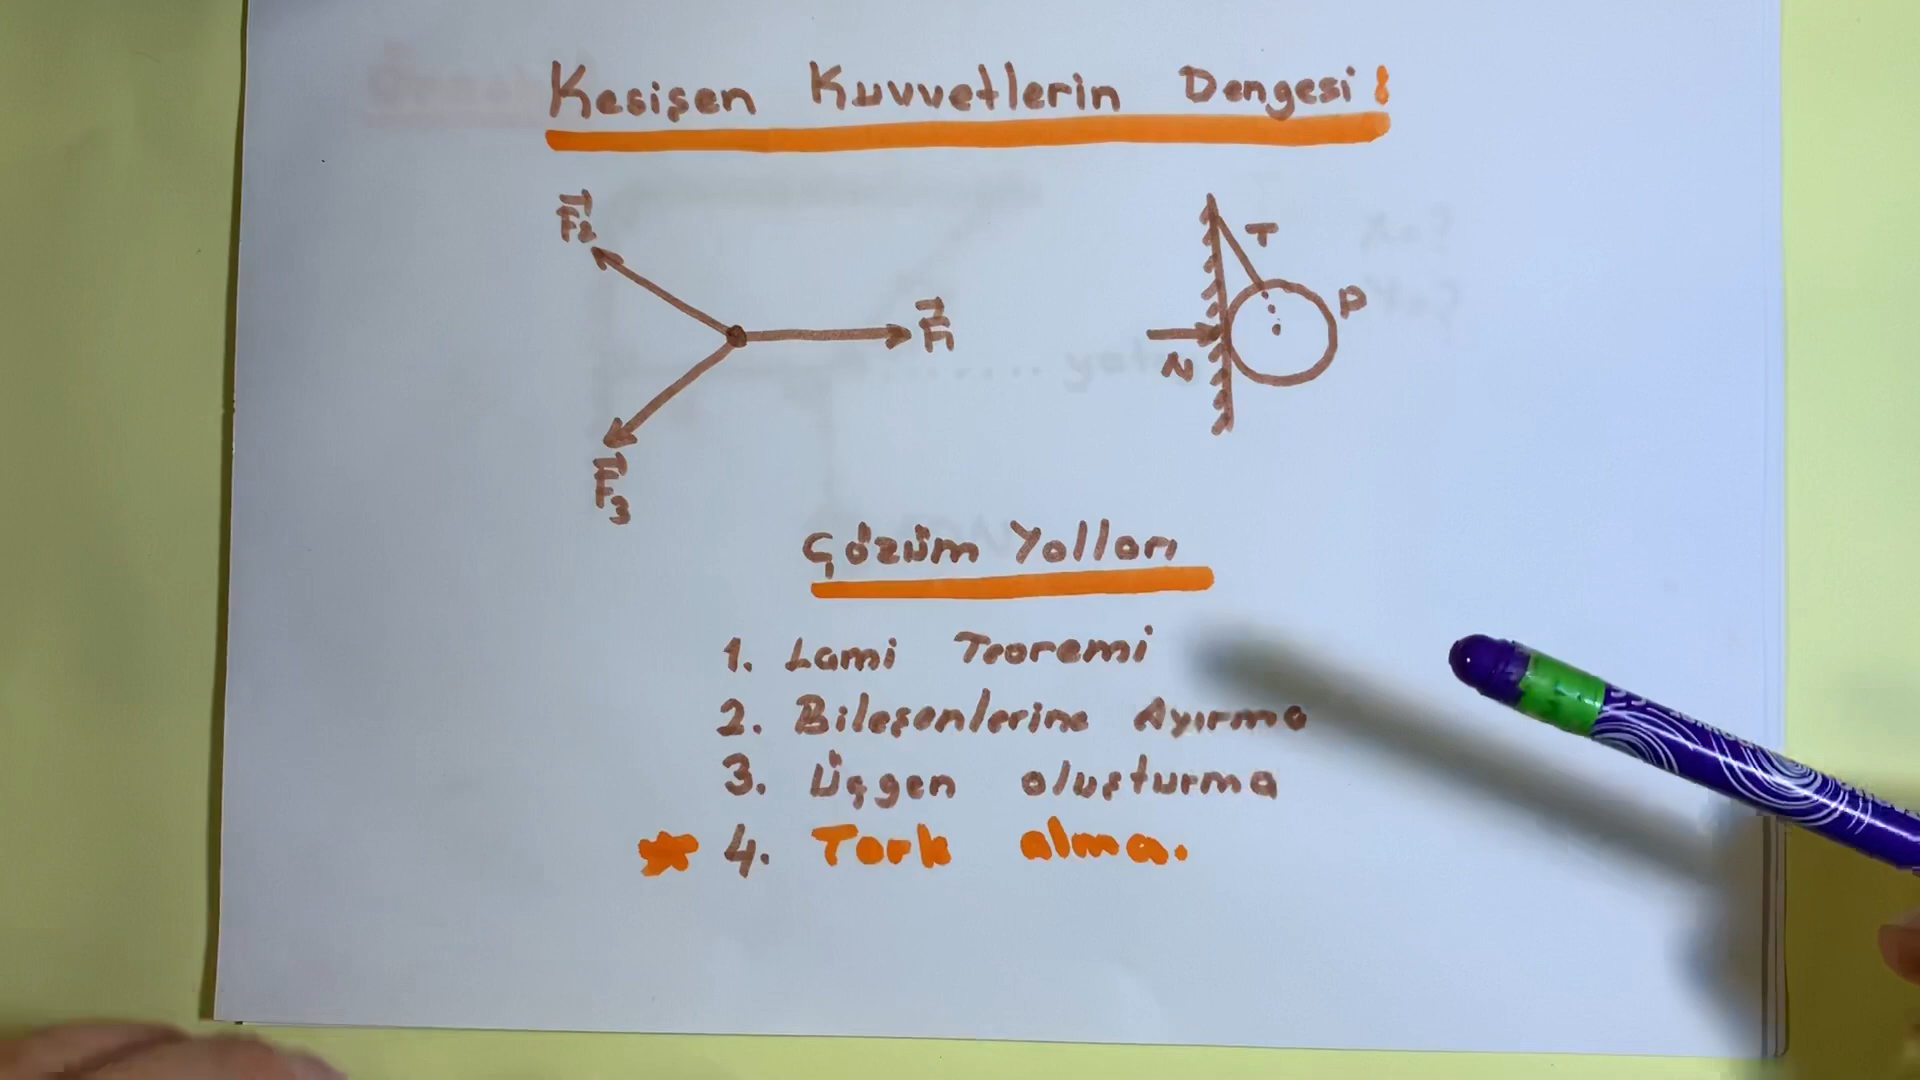 Kesişen Kuvvetlerin Dengesi!
F₂
F₁
F₃
T
P
N
Çözüm Yolları
1. Lami Teoremi
2. Bileşenlerine Ayırma
3. Üçgen oluşturma
4. Tork alma.